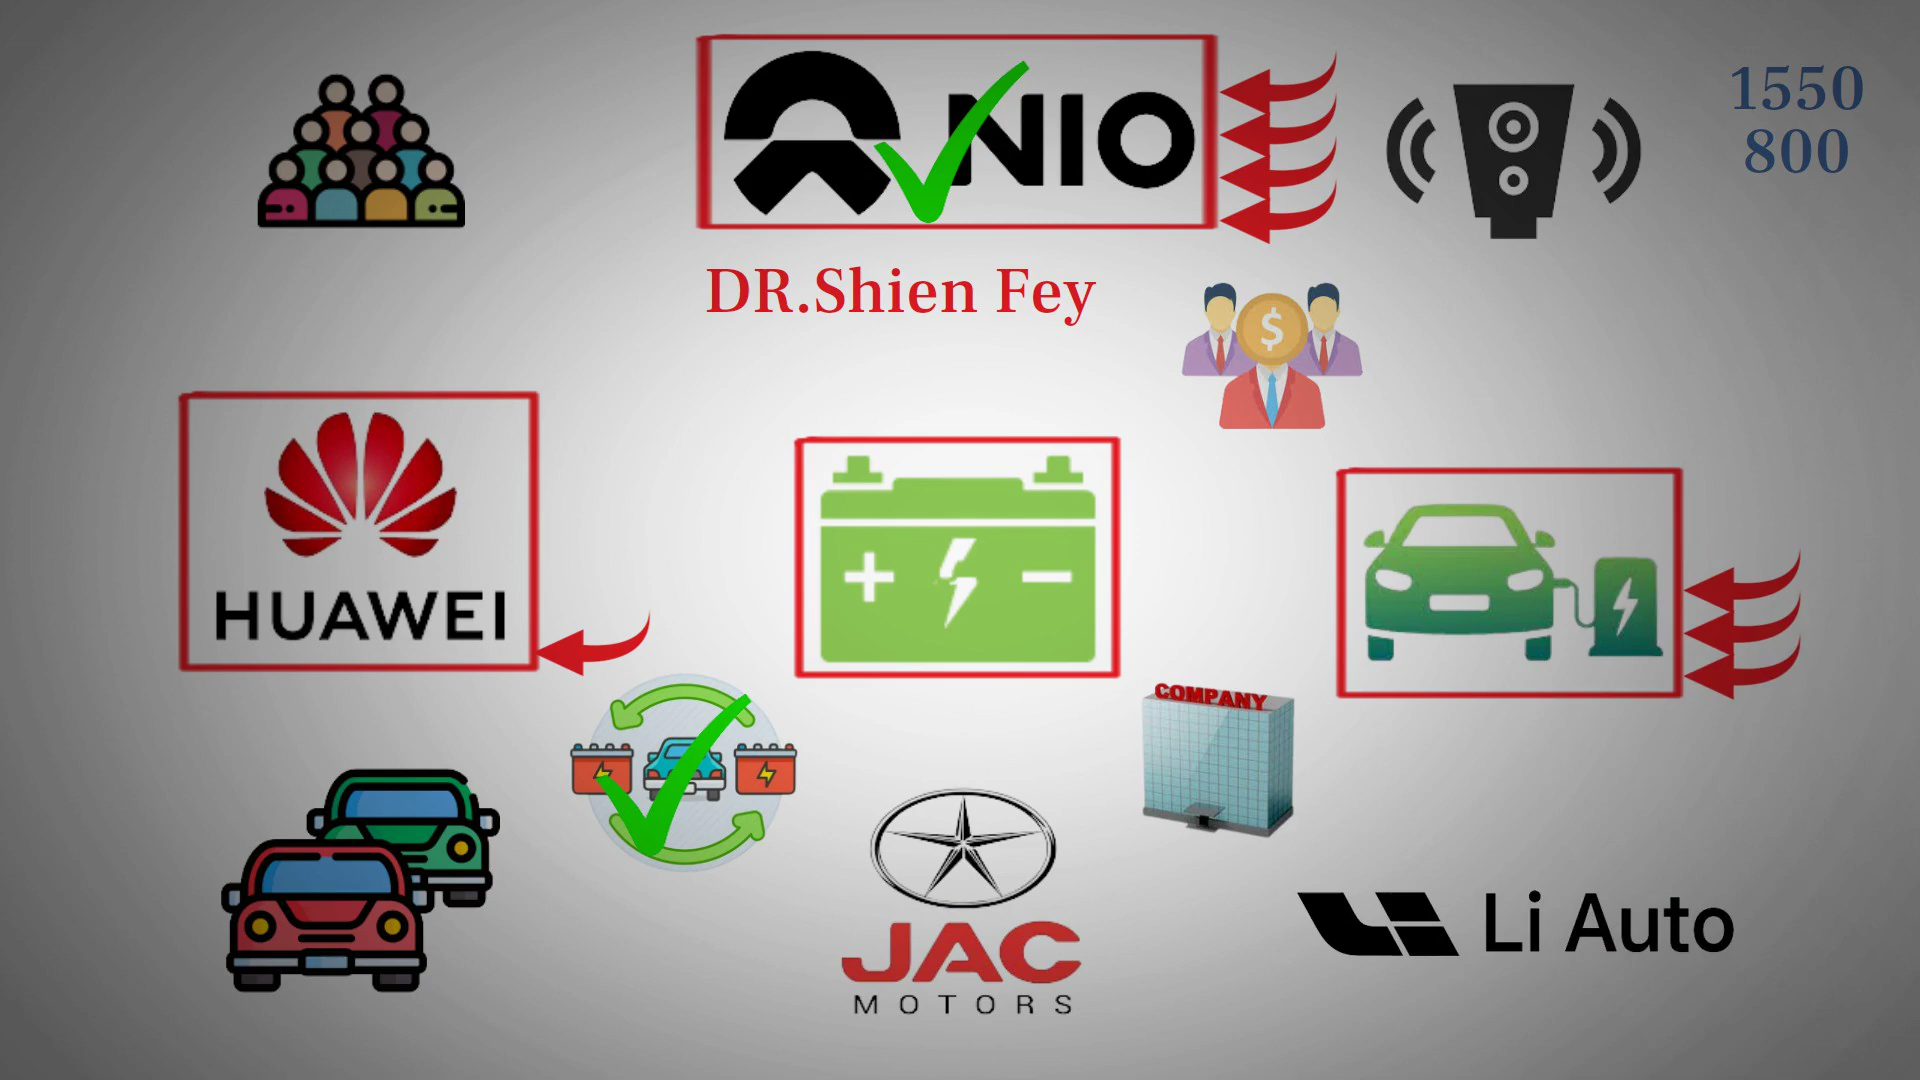 NIO
1550
800
DR.Shien Fey
HUAWEI
COMPANY
JAC
MOTORS
Li Auto